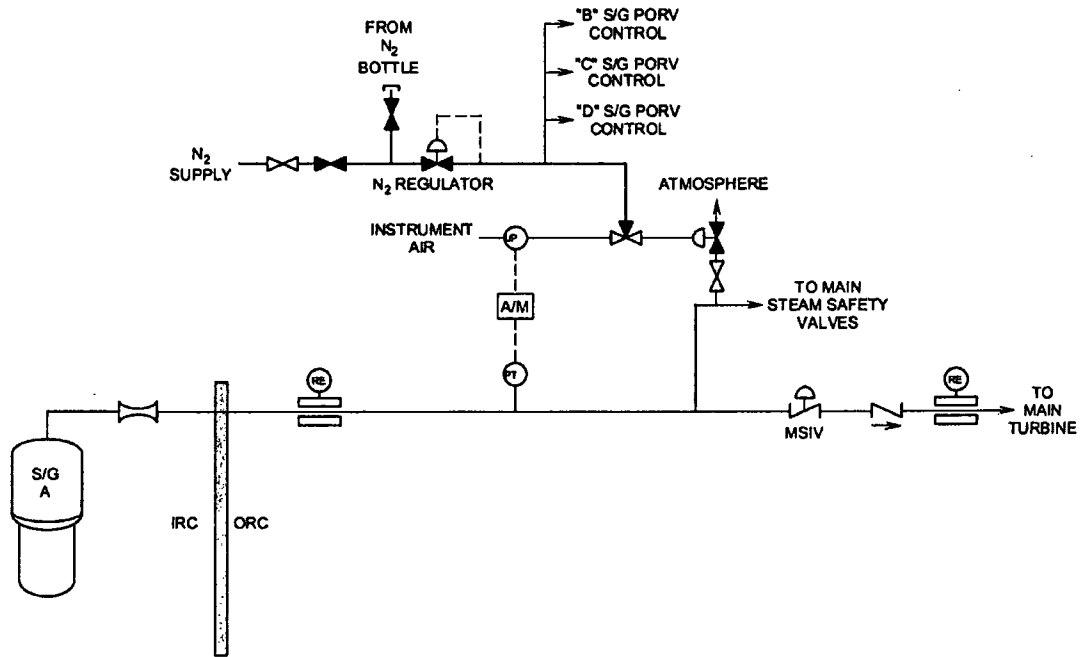 FROM
N2
BOTTLE
"B" S/G PORV
CONTROL
"C" S/G PORV
CONTROL
"D" S/G PORV
CONTROL
N2
SUPPLY
N2 REGULATOR
ATMOSPHERE
INSTRUMENT
AIR
A/M
TO MAIN
STEAM SAFETY
VALVES
PT
RE
RE
TO
MAIN
TURBINE
MSIV
S/G
A
IRC
ORC